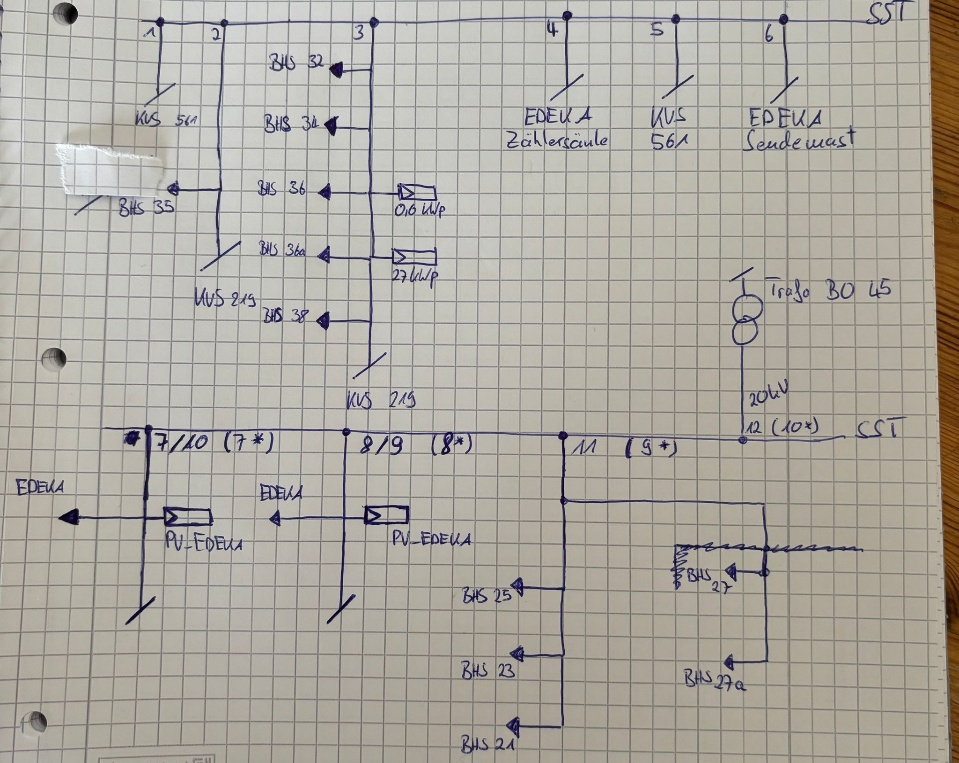 SST
1 2 3 4 5 6
BHS 32
KVS 561
EDEKA
Zählersäule
KVS
561
EDEKA
Sendemast
BHS 34
BHS 35
BHS 36
0,6 kWp
BHS 36a
27 kWp
KVS 219
BHS 38
KVS 219
Trafo BO 45
20kV
12 (10*)
SST
7/10 (7*)
8/9 (8*)
11 (9*)
EDEKA
PV_EDEKA
EDEKA
PV_EDEKA
BHS 25
BHS 27
BHS 23
BHS 27a
BHS 21